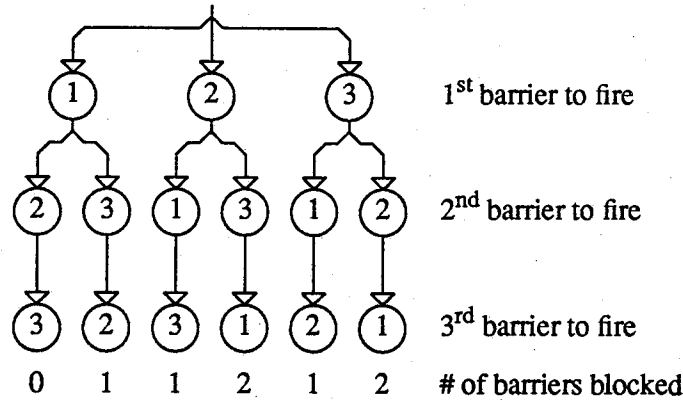 1 2 3 1st barrier to fire
2 3 1 3 1 2 2nd barrier to fire
3 2 3 1 2 1 3rd barrier to fire
0 1 1 2 1 2 # of barriers blocked